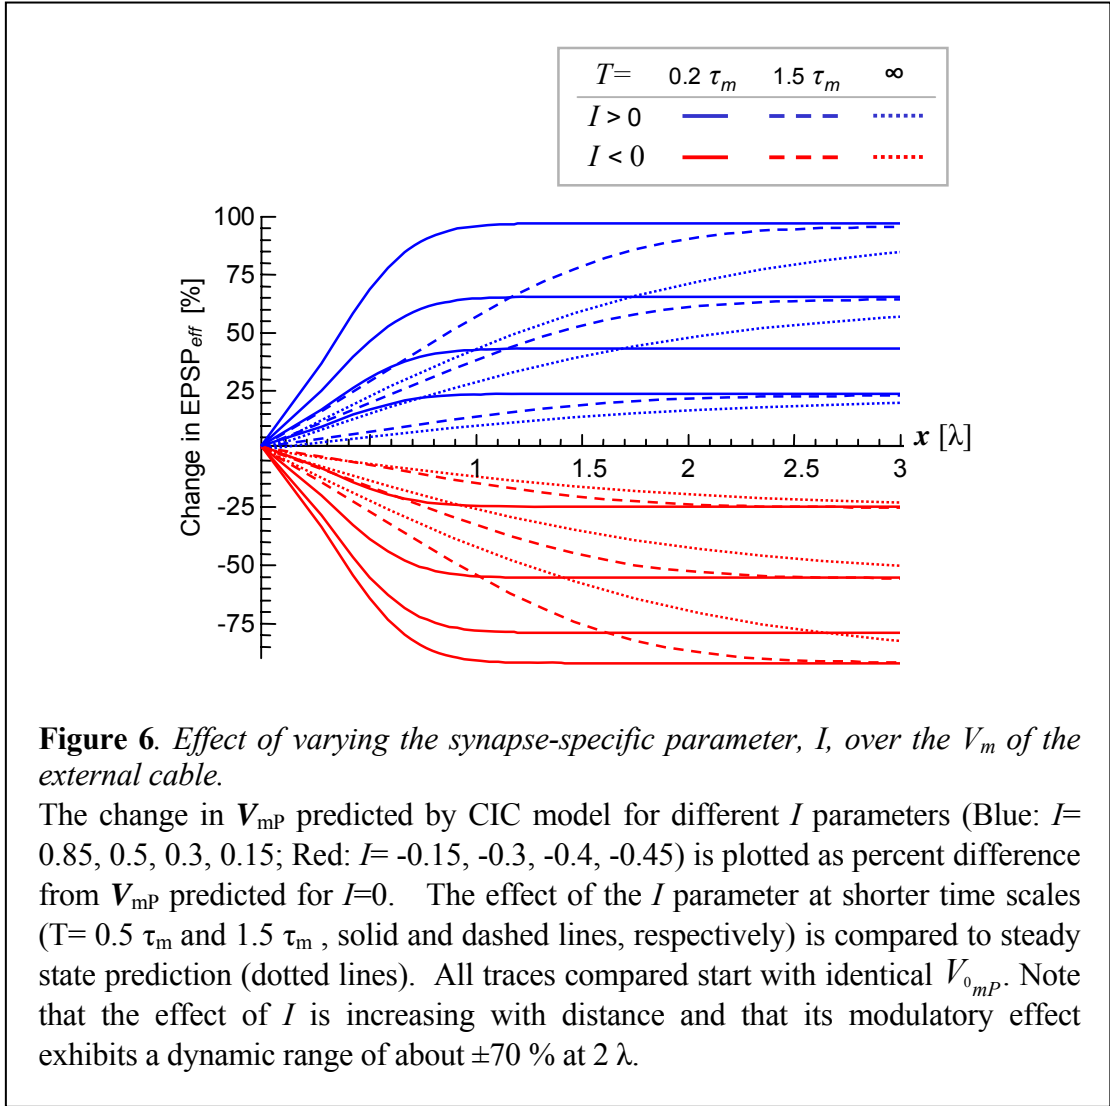 T= 0.2 τm 1.5 τm ∞
I > 0
I < 0
100
75
50
25
-25
-50
-75
Change in EPSPeff [%]
1 1.5 2 2.5 3
x [λ]
Figure 6. Effect of varying the synapse-specific parameter, I, over the Vm of the
external cable.
The change in VmP predicted by CIC model for different I parameters (Blue: I=
0.85, 0.5, 0.3, 0.15; Red: I= -0.15, -0.3, -0.4, -0.45) is plotted as percent difference
from VmP predicted for I=0. The effect of the I parameter at shorter time scales
(T= 0.5 τm and 1.5 τm , solid and dashed lines, respectively) is compared to steady
state prediction (dotted lines). All traces compared start with identical V0mP. Note
that the effect of I is increasing with distance and that its modulatory effect
exhibits a dynamic range of about ±70 % at 2 λ.